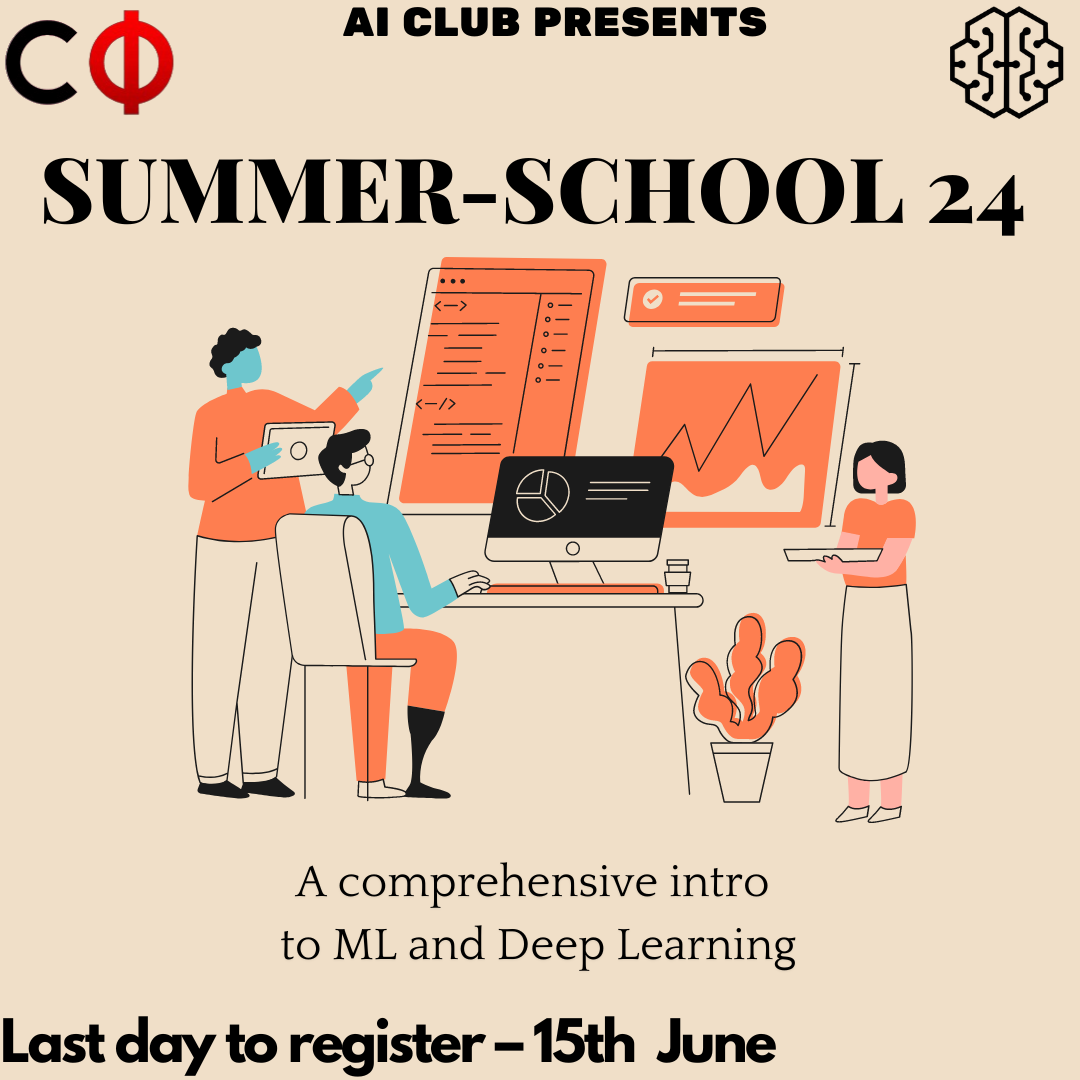 CΦ
AI CLUB PRESENTS
SUMMER-SCHOOL 24
<-->
<--/>
A comprehensive intro
to ML and Deep Learning
Last day to register – 15th June